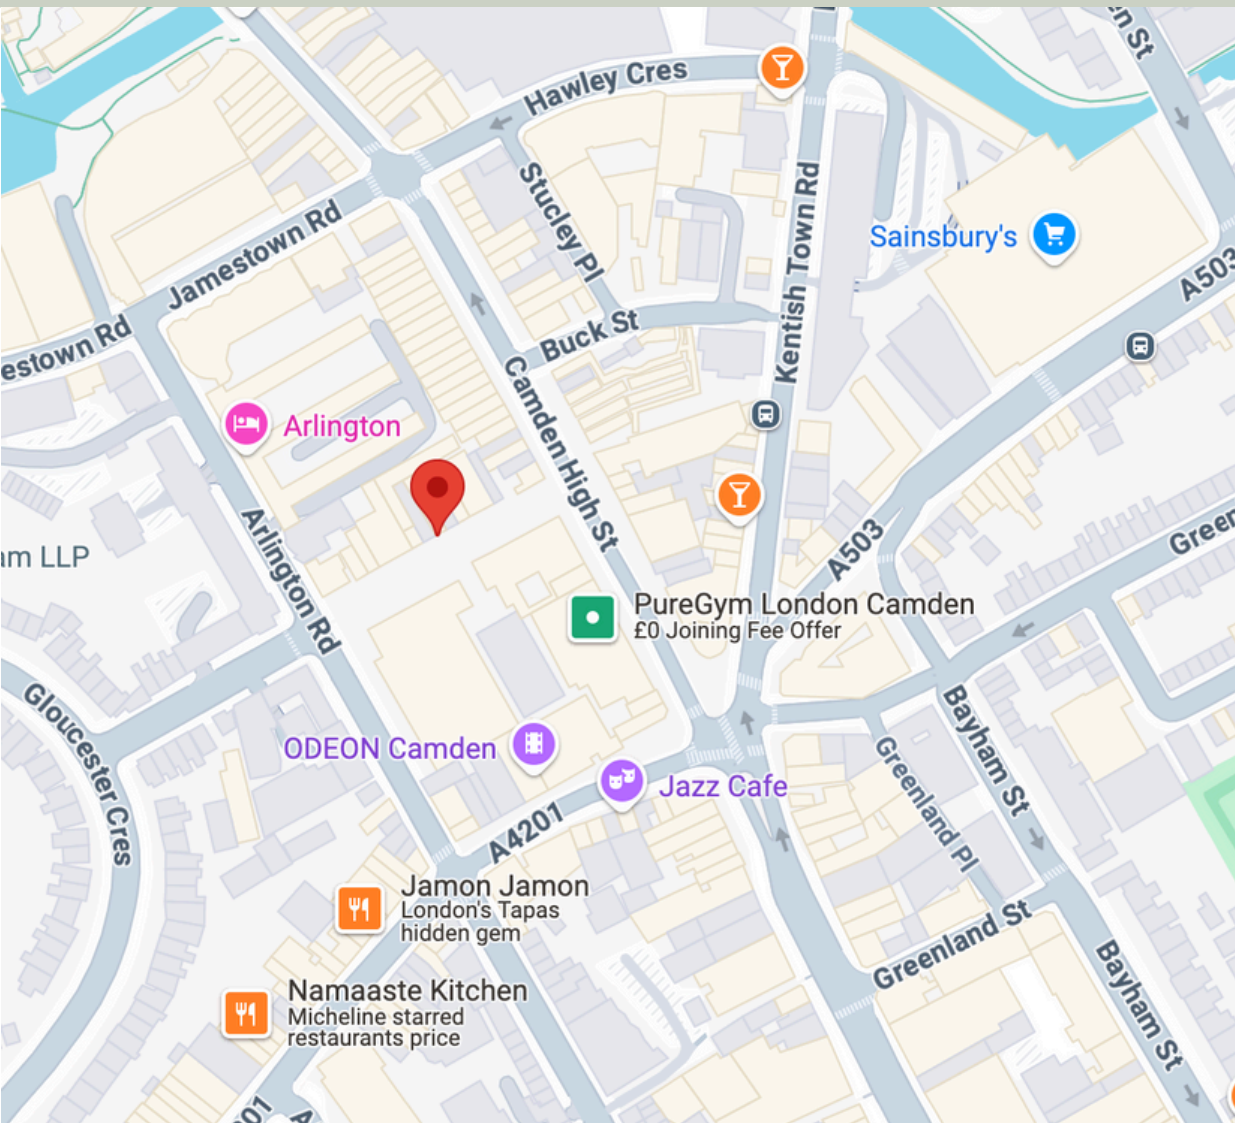 en St
Hawley Cres
Stucley Pl
Kentish Town Rd
Sainsbury's
Jamestown Rd
A503
estown Rd
Buck St
Camden High St
Arlington
Arlington Rd
A503
Green
am LLP
PureGym London Camden
£0 Joining Fee Offer
Gloucester Cres
Bayham St
ODEON Camden
Jazz Cafe
Greenland Pl
A4201
Jamon Jamon
London's Tapas
hidden gem
Greenland St
Bayham St
Namaaste Kitchen
Micheline starred
restaurants price
201
A